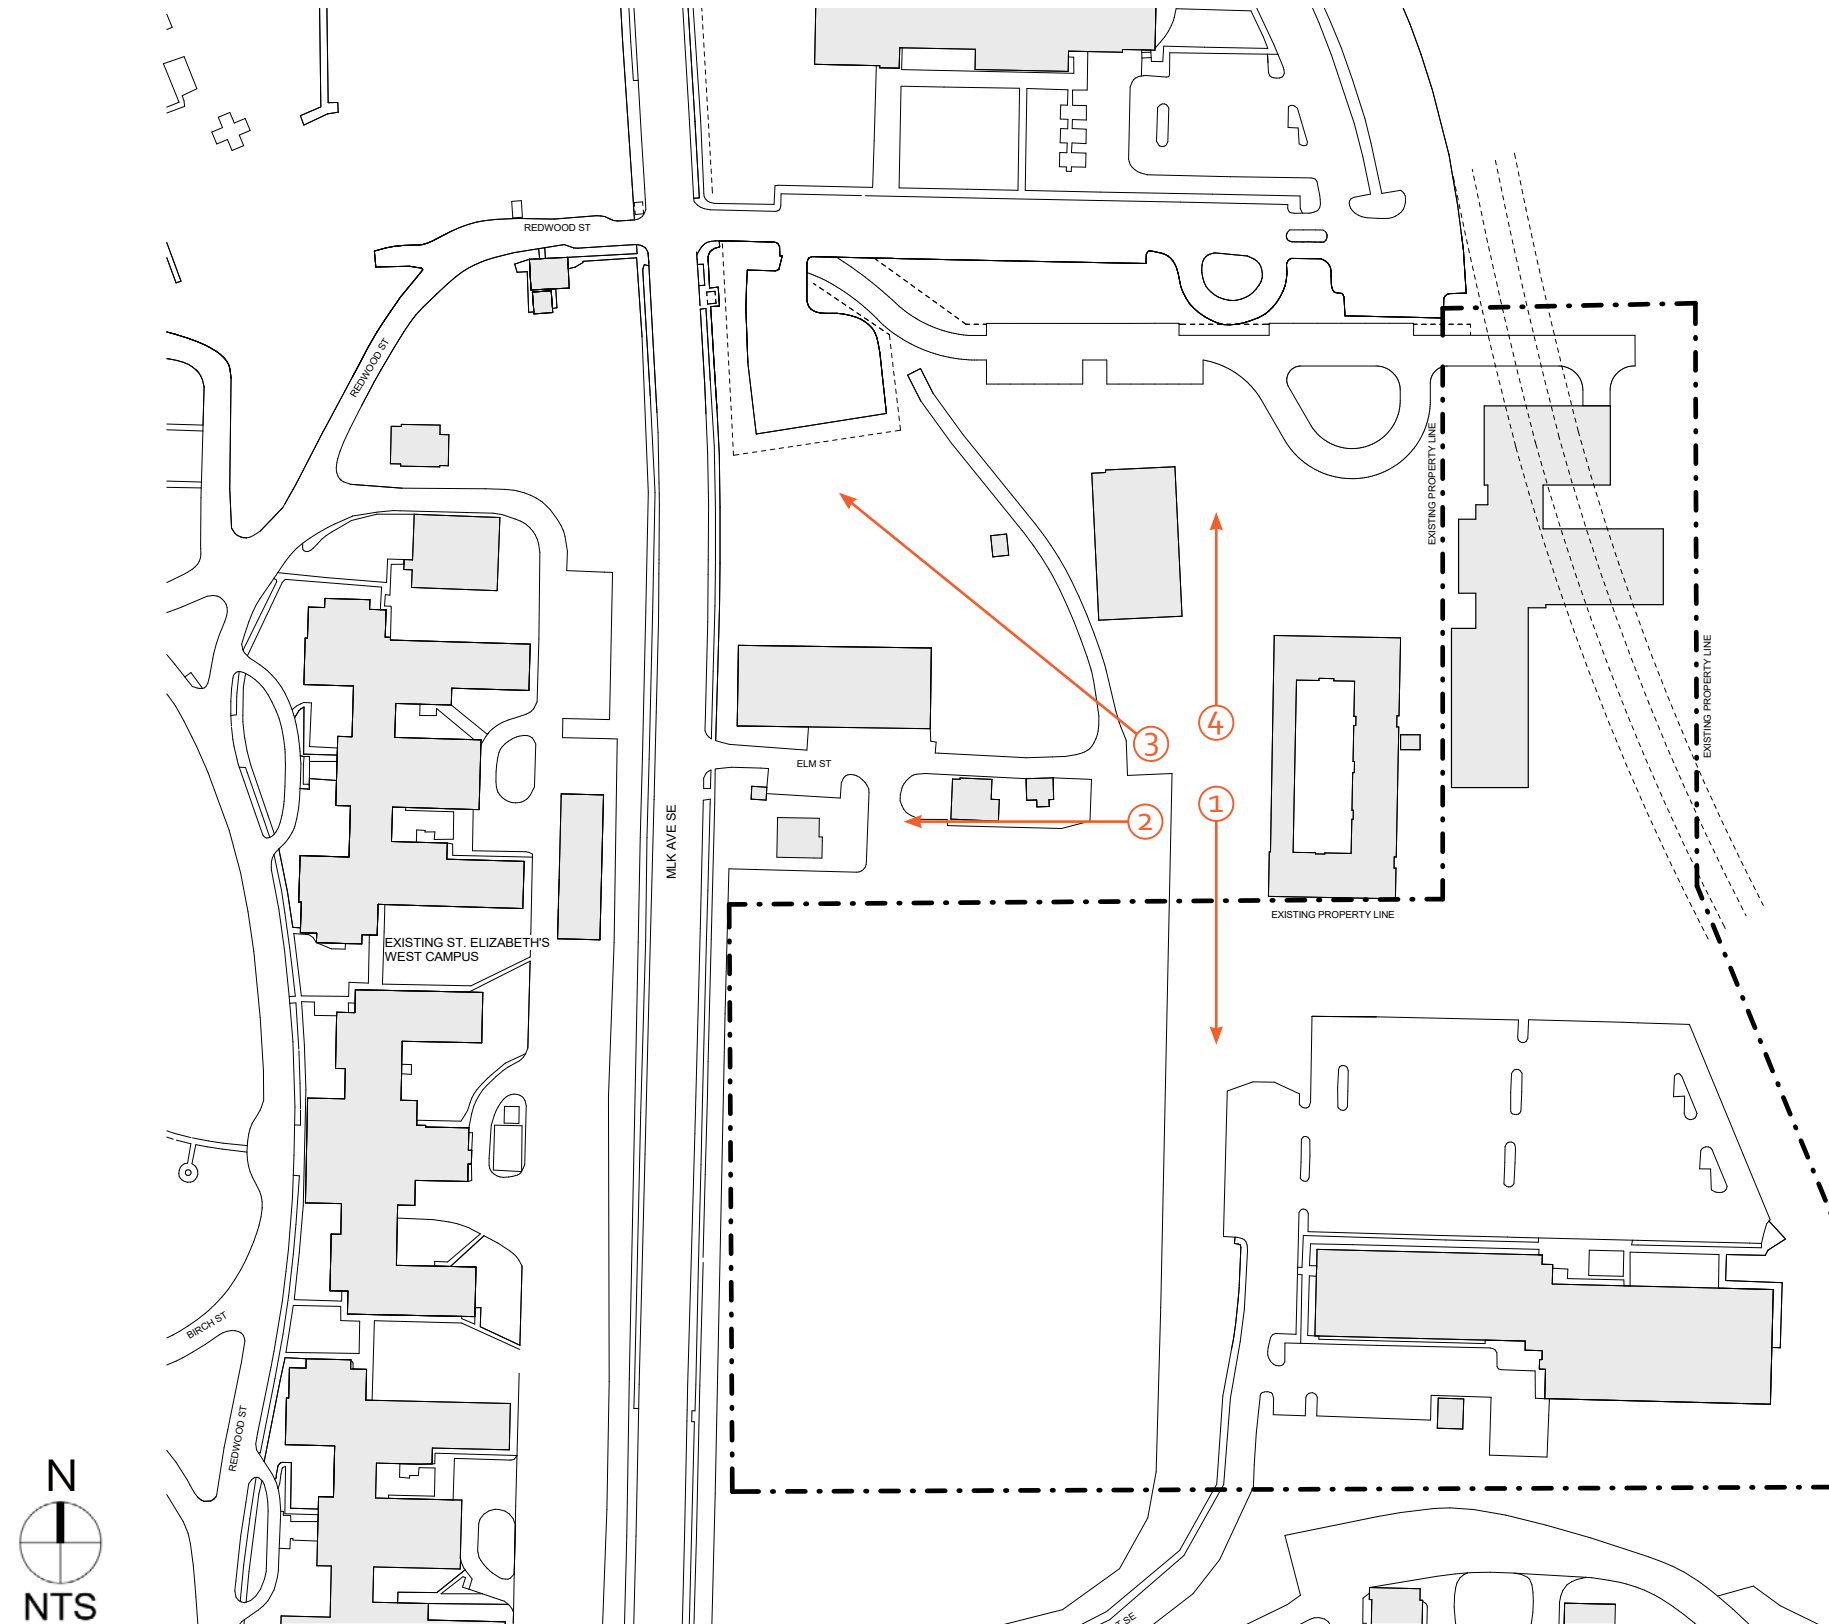 REDWOOD ST
REDWOOD ST
EXISTING PROPERTY LINE
EXISTING PROPERTY LINE
4
3
ELM ST
1
2
MLK AVE SE
EXISTING PROPERTY LINE
EXISTING ST. ELIZABETH'S
WEST CAMPUS
BIRCH ST
REDWOOD ST
N
NTS
SE